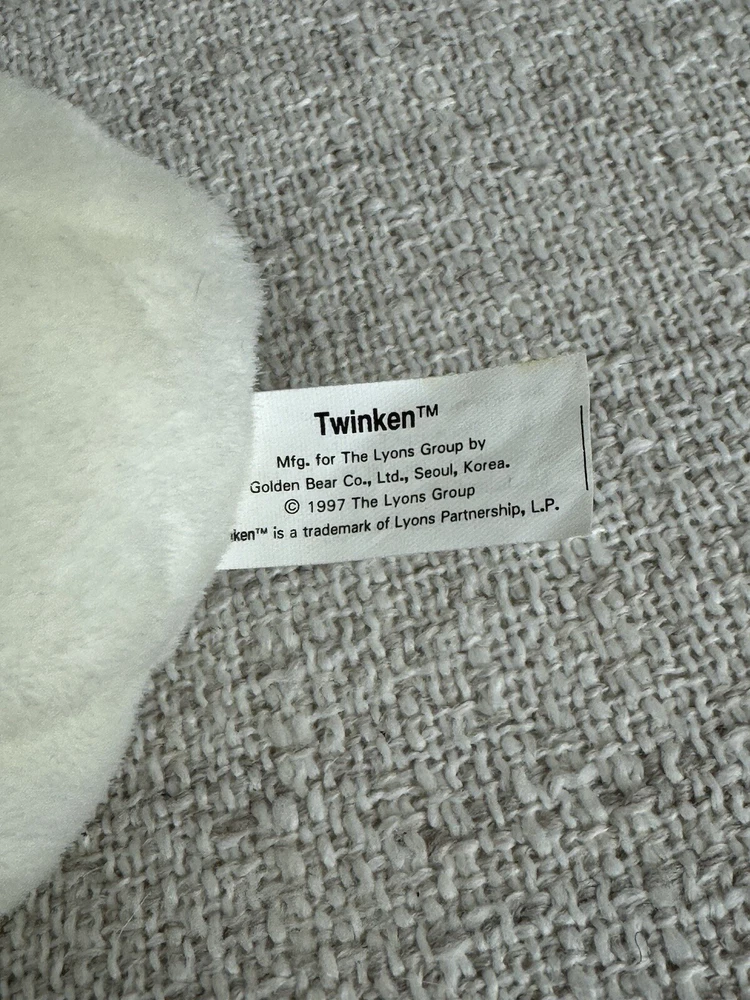 Twinken™
Mfg. for The Lyons Group by
Golden Bear Co., Ltd., Seoul, Korea.
© 1997 The Lyons Group
ken™ is a trademark of Lyons Partnership, L.P.